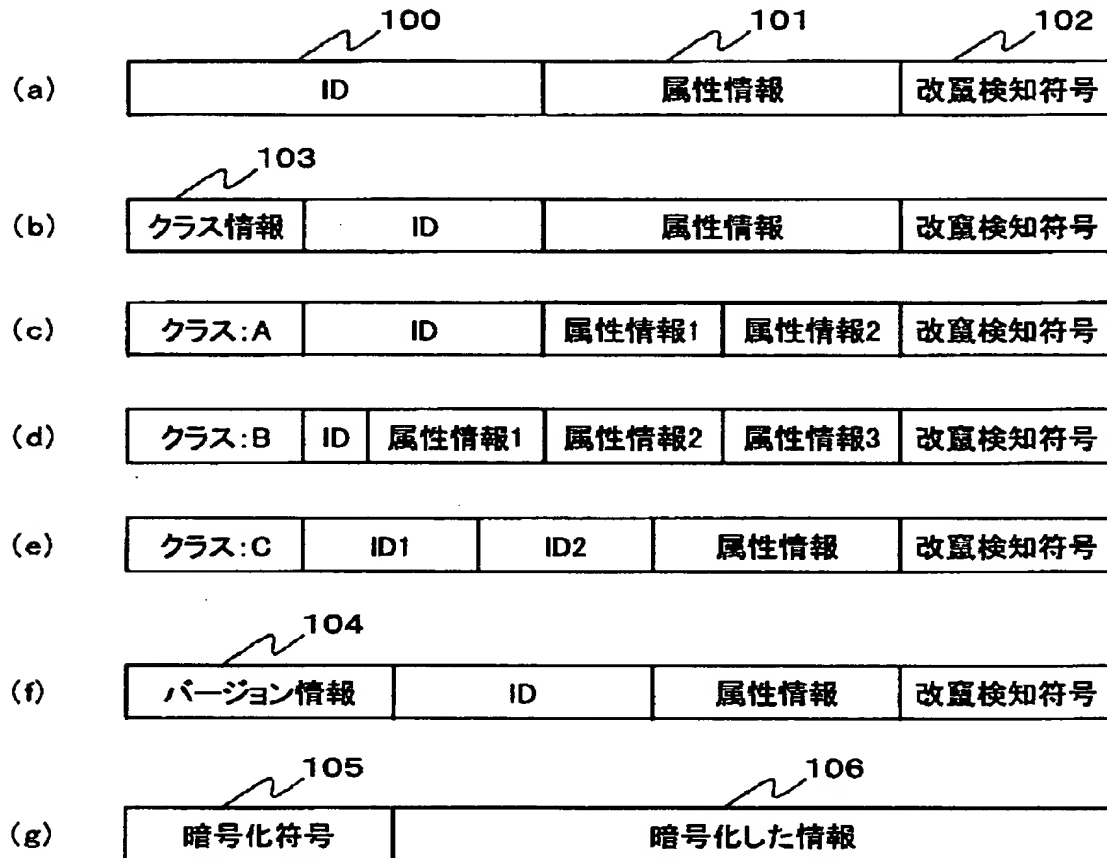 100 101 102
(a) ID 属性情報 改竄検知符号
103
(b) クラス情報 ID 属性情報 改竄検知符号
(c) クラス:A ID 属性情報1 属性情報2 改竄検知符号
(d) クラス:B ID 属性情報1 属性情報2 属性情報3 改竄検知符号
(e) クラス:C ID1 ID2 属性情報 改竄検知符号
104
(f) バージョン情報 ID 属性情報 改竄検知符号
105 106
(g) 暗号化符号 暗号化した情報